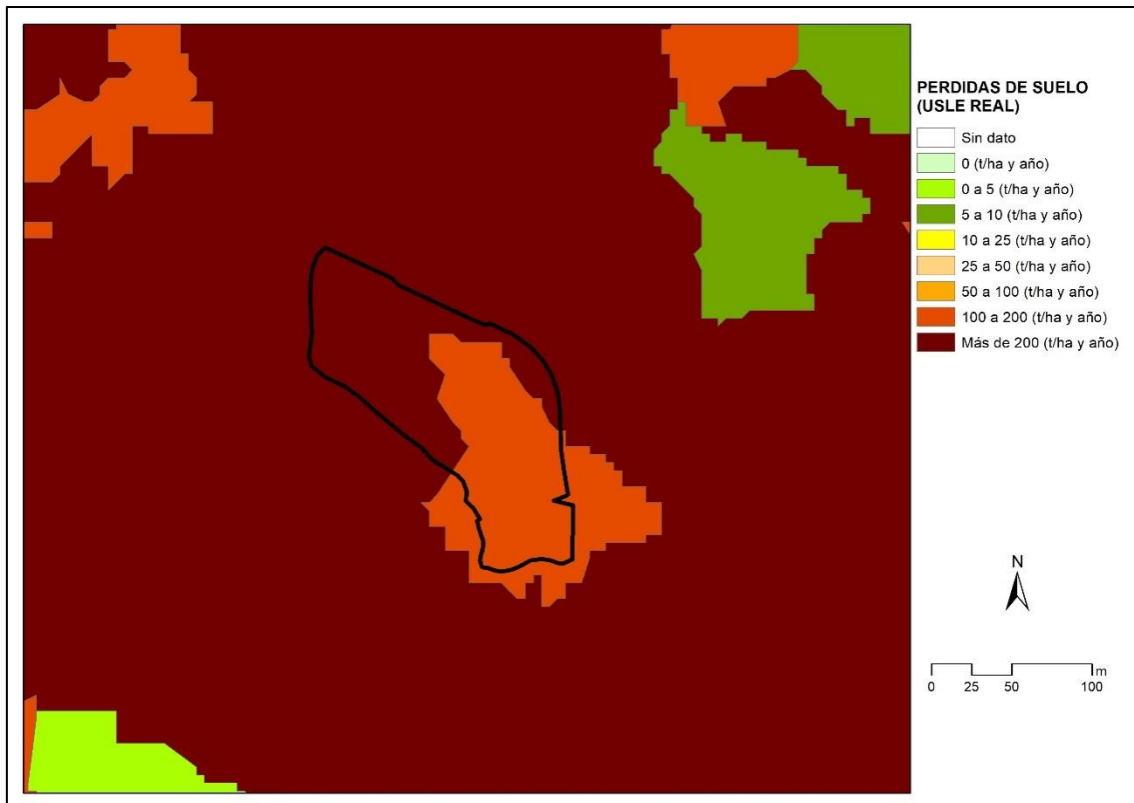 PERDIDAS DE SUELO
(USLE REAL)
Sin dato
0 (t/ha y año)
0 a 5 (t/ha y año)
5 a 10 (t/ha y año)
10 a 25 (t/ha y año)
25 a 50 (t/ha y año)
50 a 100 (t/ha y año)
100 a 200 (t/ha y año)
Más de 200 (t/ha y año)
N
m
0 25 50 100